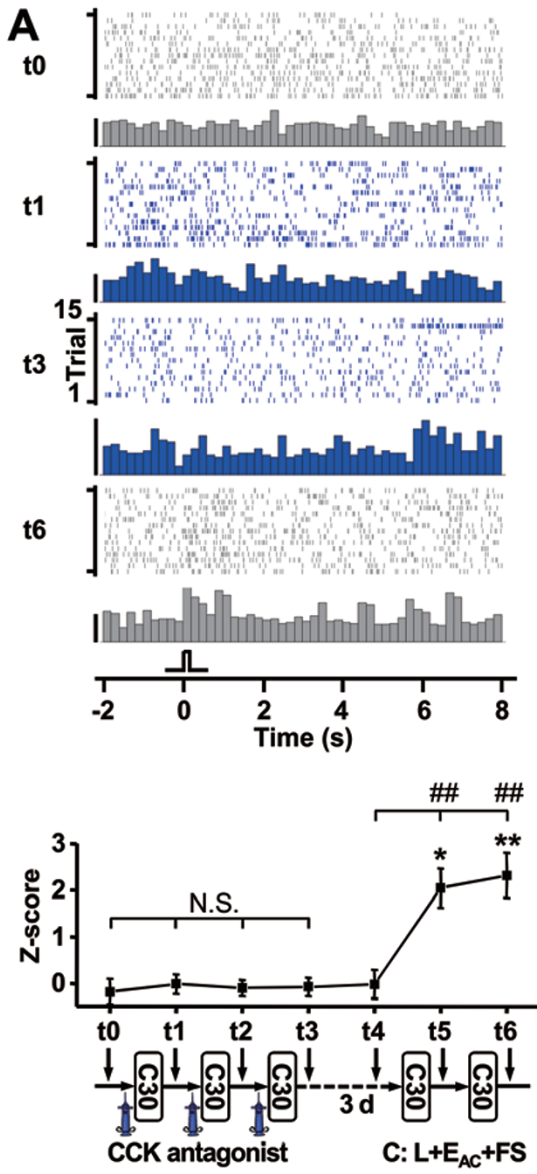 A
t0
t1
15
Trial
t3
1
t6
-2 0 2 4 6 8
Time (s)
## ##
3
* **
Z-score
2
N.S.
1
0
t0 t1 t2 t3 t4 t5 t6
C30 C30 C30 C30 C30
3 d
CCK antagonist C: L+E_AC+FS